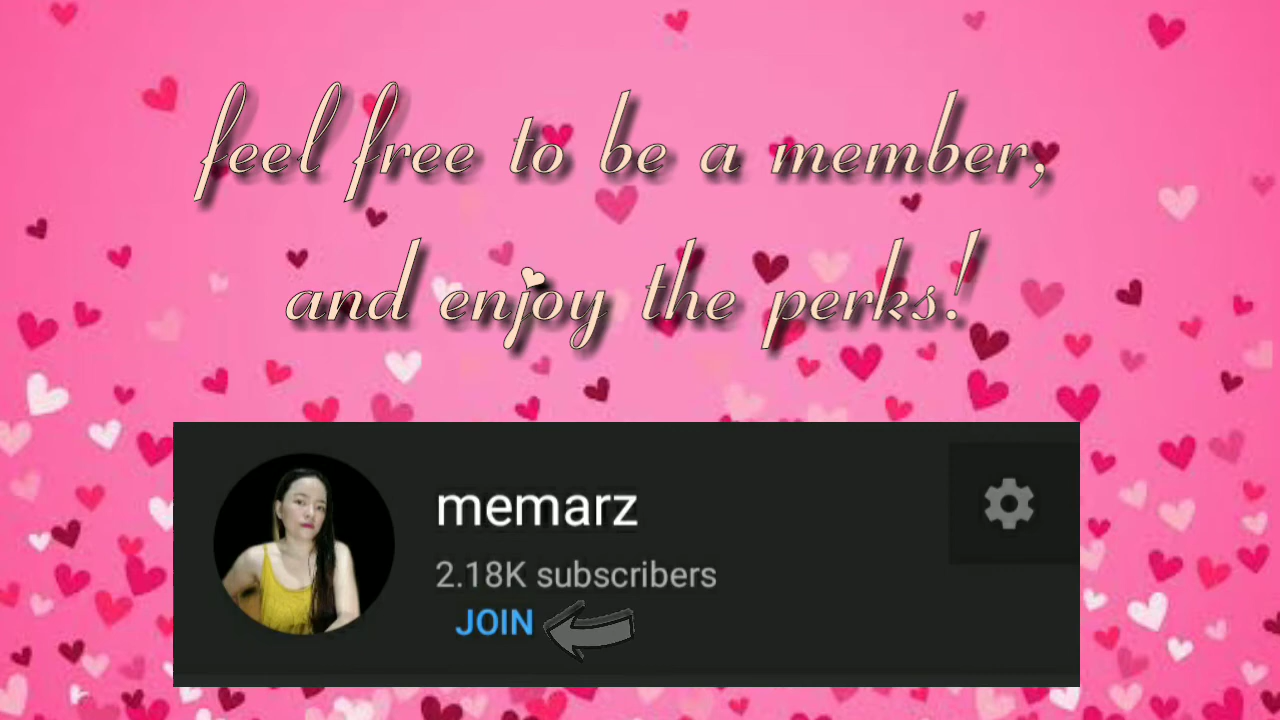 feel free to be a member,
and enjoy the perks!
memarz
2.18K subscribers
JOIN